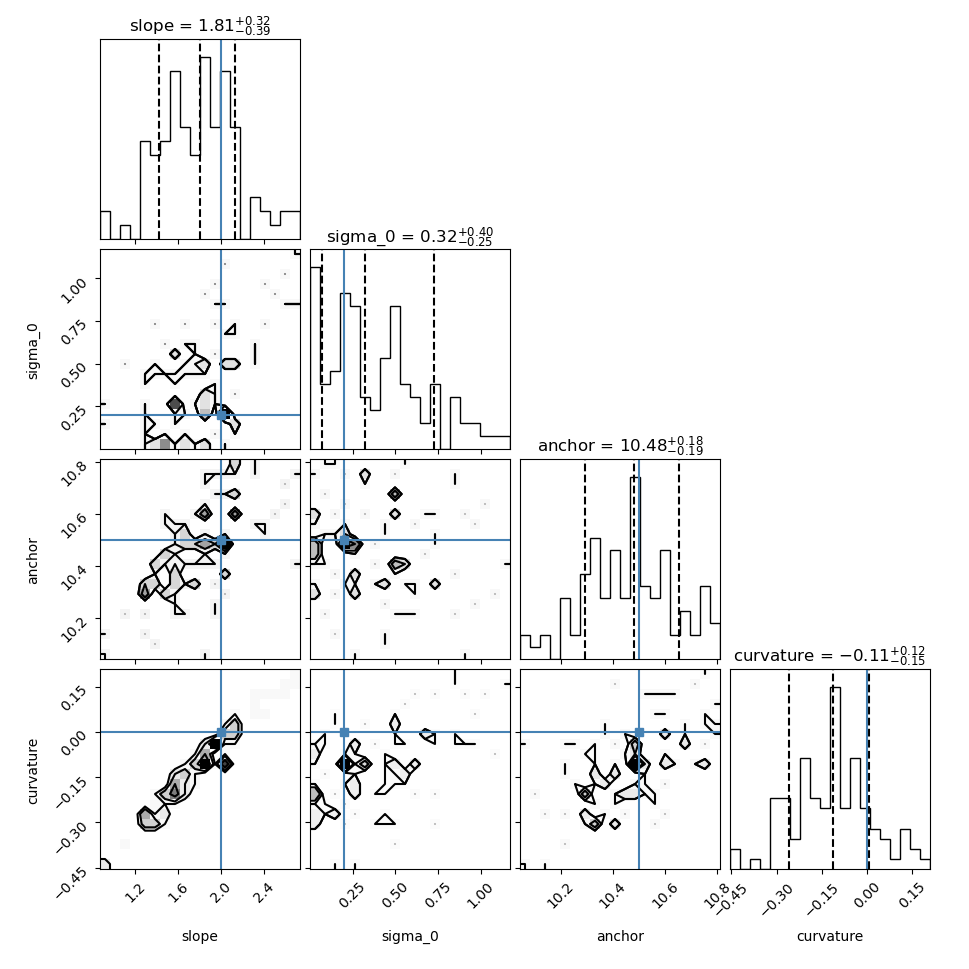 slope = 1.81+0.32−0.39
sigma_0 = 0.32+0.40−0.25
anchor = 10.48+0.18−0.19
curvature = −0.11+0.12−0.15
sigma_0
1.00
0.75
0.50
0.25
anchor
10.8
10.6
10.4
10.2
curvature
0.15
0.00
−0.15
−0.30
−0.45
1.2 1.6 2.0 2.4
0.25 0.50 0.75 1.00
10.2 10.4 10.6 10.8
−0.45 −0.30 −0.15 0.00 0.15
slope sigma_0 anchor curvature